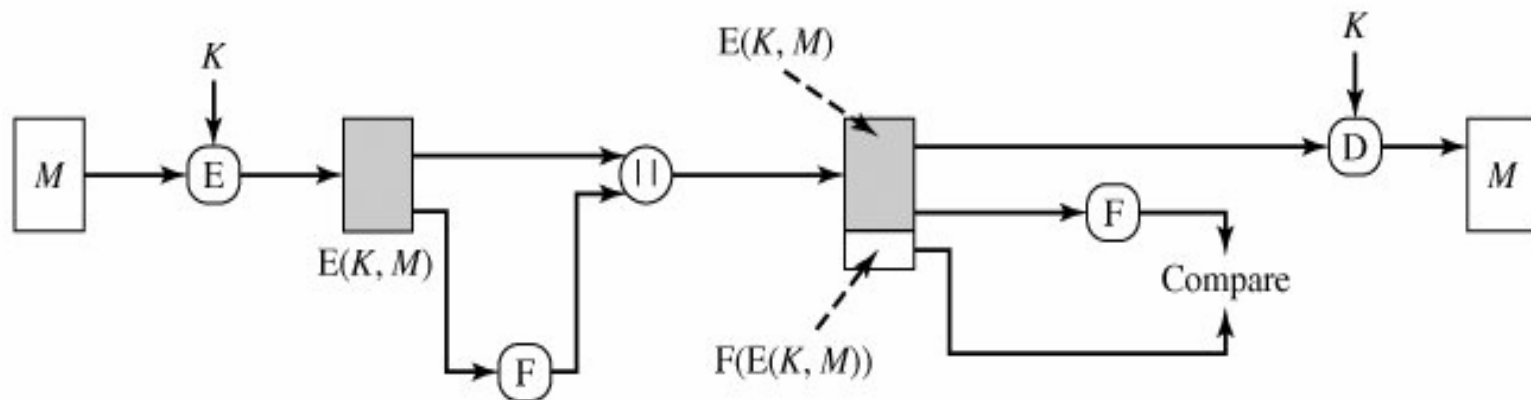 E(K, M)
K
K
M
E
||
D
M
F
E(K, M)
Compare
F
F(E(K, M))